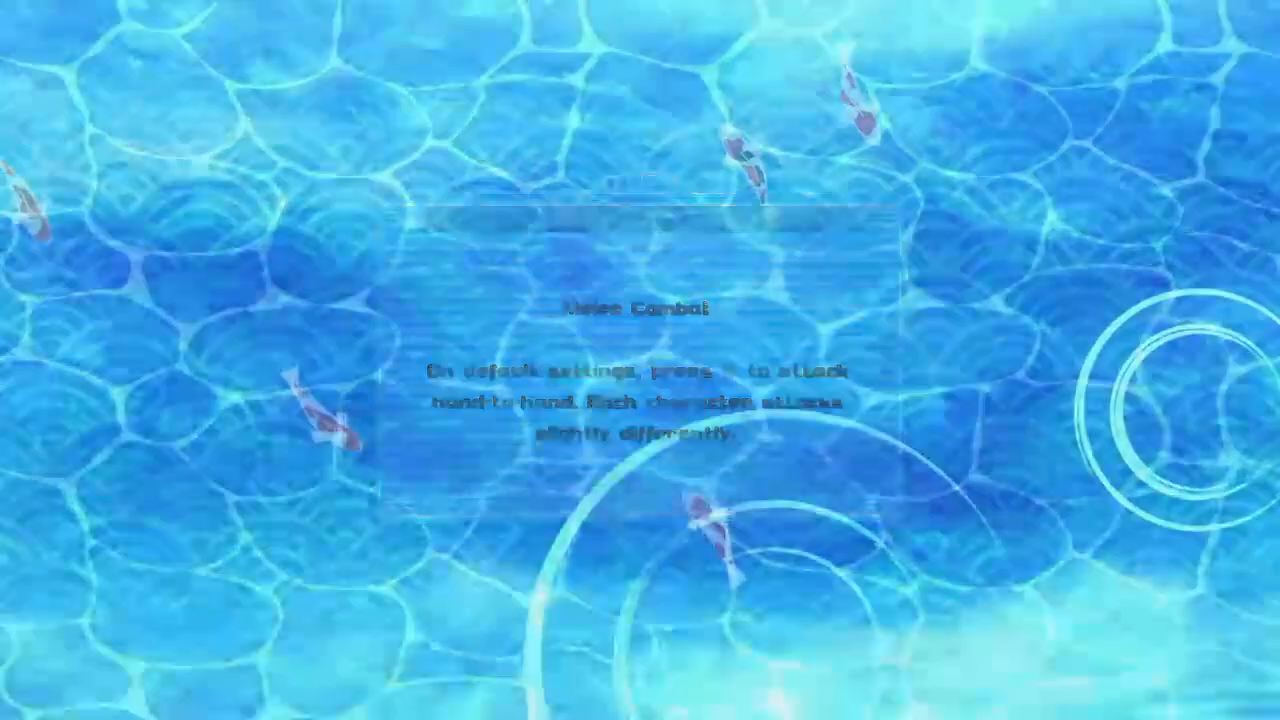 Melee Combat
On default settings, press to attack
hand-to-hand. Each character attacks
slightly differently.